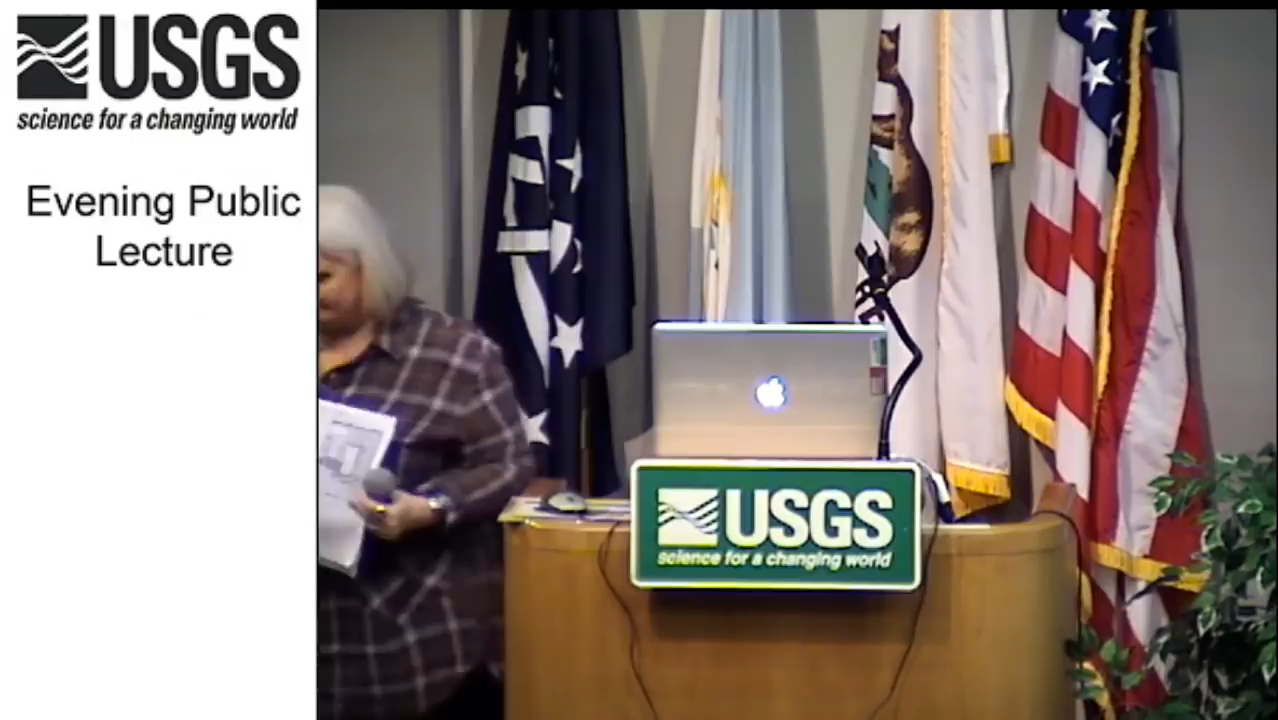 USGS
science for a changing world
Evening Public
Lecture
USGS
science for a changing world